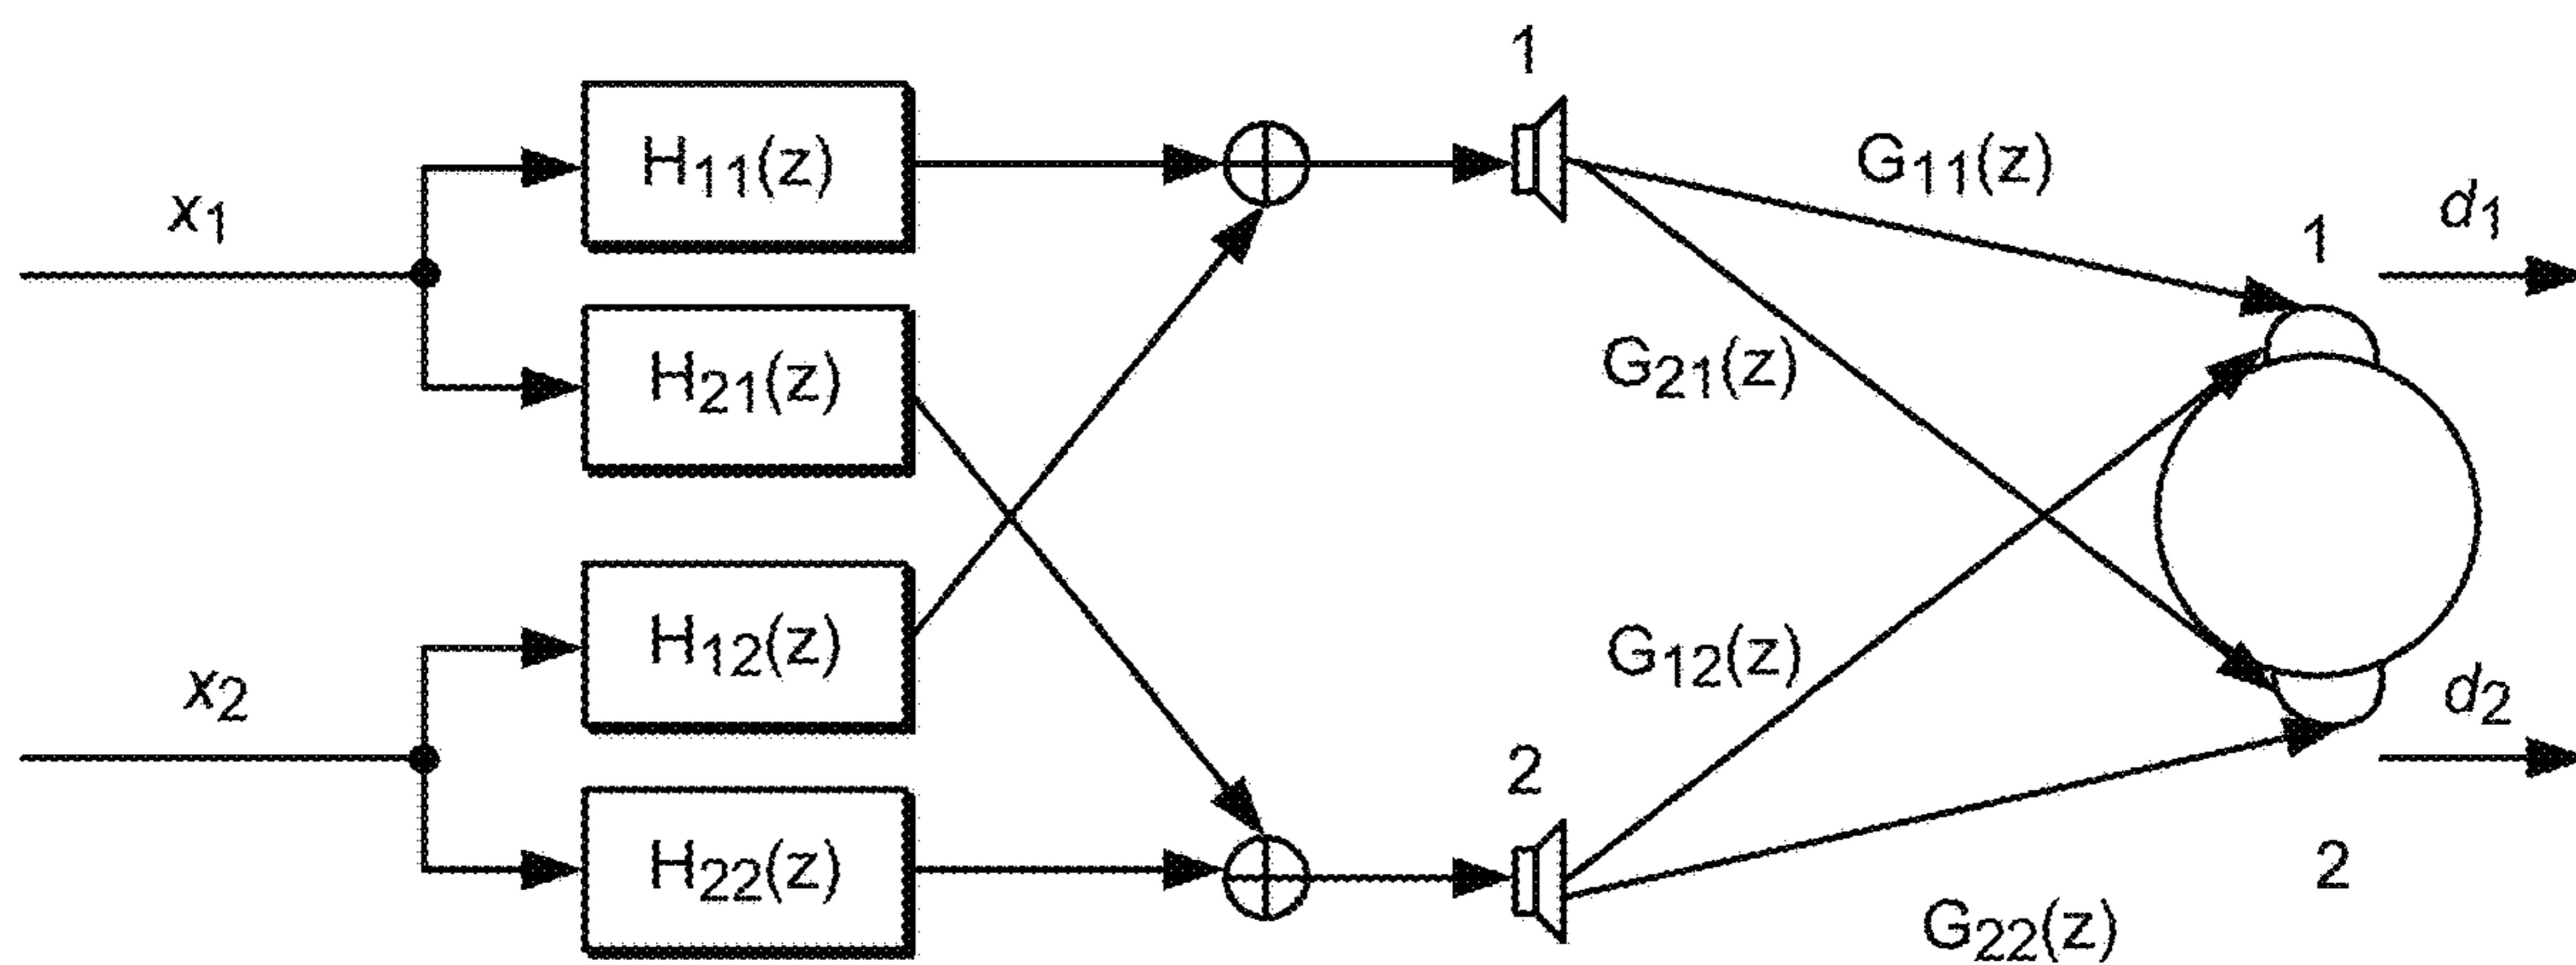 1
H11(z)
G11(z)
x1
1
d1
H21(z)
G21(z)
H12(z)
G12(z)
x2
d2
2
H22(z)
2
G22(z)